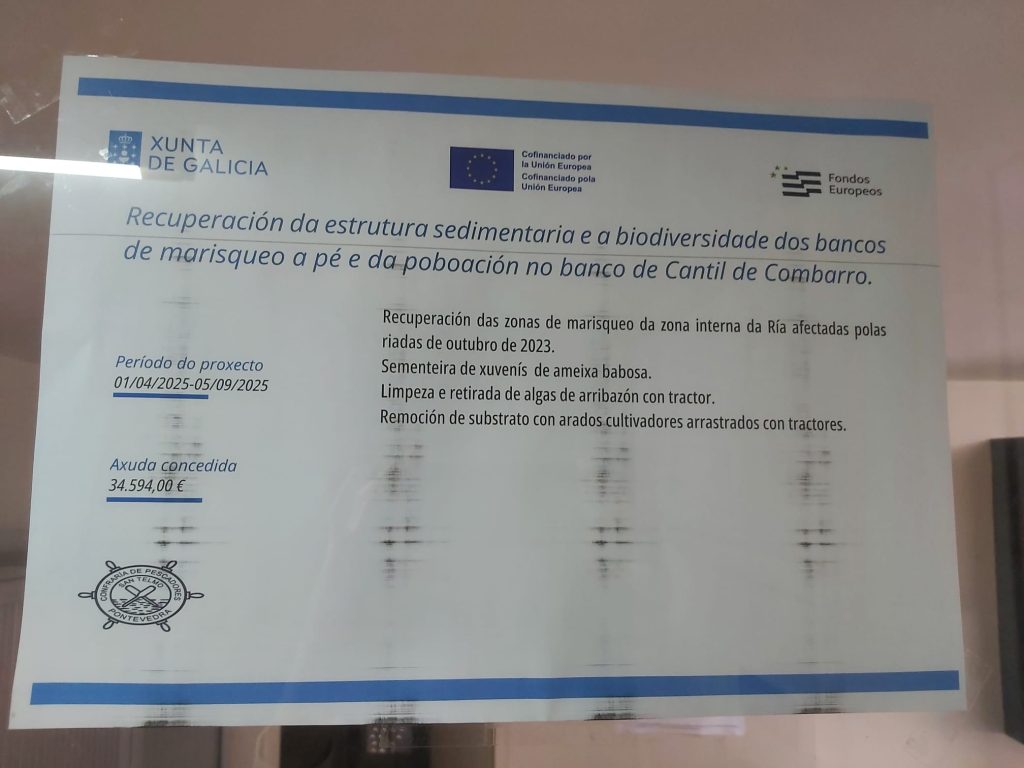 XUNTA
DE GALICIA
Cofinanciado por
la Unión Europea
Cofinanciado pola
Unión Europea
Fondos
Europeos
Recuperación da estrutura sedimentaria e a biodiversidade dos bancos
de marisqueo a pé e da poboación no banco de Cantil de Combarro.
Recuperación das zonas de marisqueo da zona interna da Ría afectadas polas
riadas de outubro de 2023.
Sementeira de xuvenís de ameixa babosa.
Limpeza e retirada de algas de arribazón con tractor.
Remoción de substrato con arados cultivadores arrastrados con tractores.
Período do proxecto
01/04/2025-05/09/2025
Axuda concedida
34.594,00 €
CONFRARÍA DE PESCADORES
SAN TELMO
PONTEVEDRA